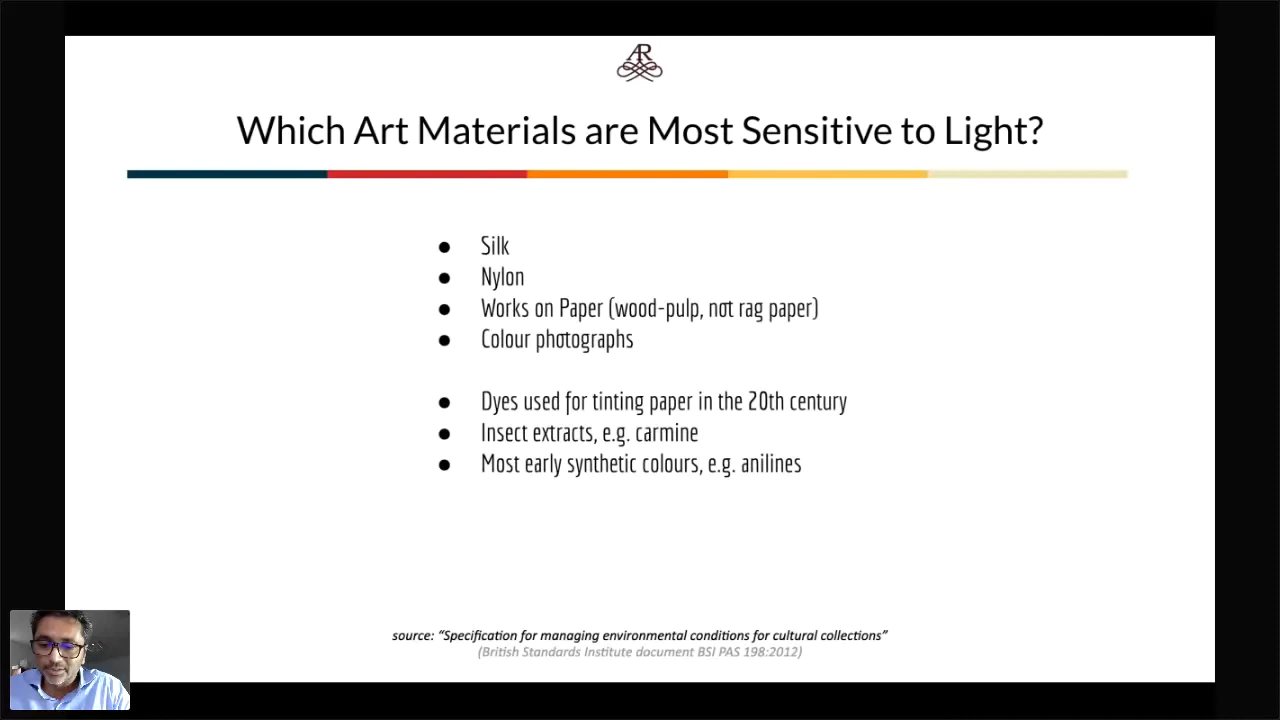 AR
Which Art Materials are Most Sensitive to Light?
● Silk
● Nylon
● Works on Paper (wood-pulp, not rag paper)
● Colour photographs
● Dyes used for tinting paper in the 20th century
● Insect extracts, e.g. carmine
● Most early synthetic colours, e.g. anilines
source: “Specification for managing environmental conditions for cultural collections”
(British Standards Institute document BSI PAS 198:2012)